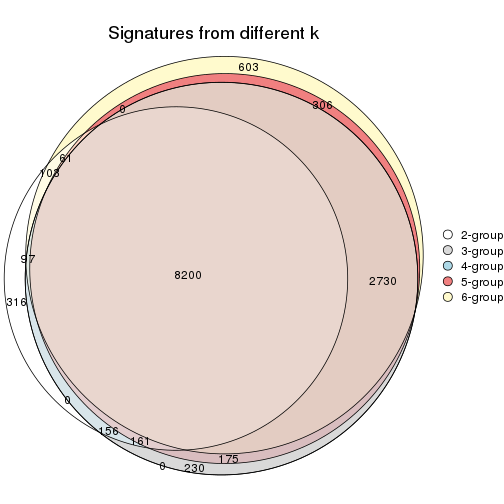 Signatures from different k
603
306
0
61
103
97
8200
2730
316
0
156
161
0
230
175
2-group
3-group
4-group
5-group
6-group